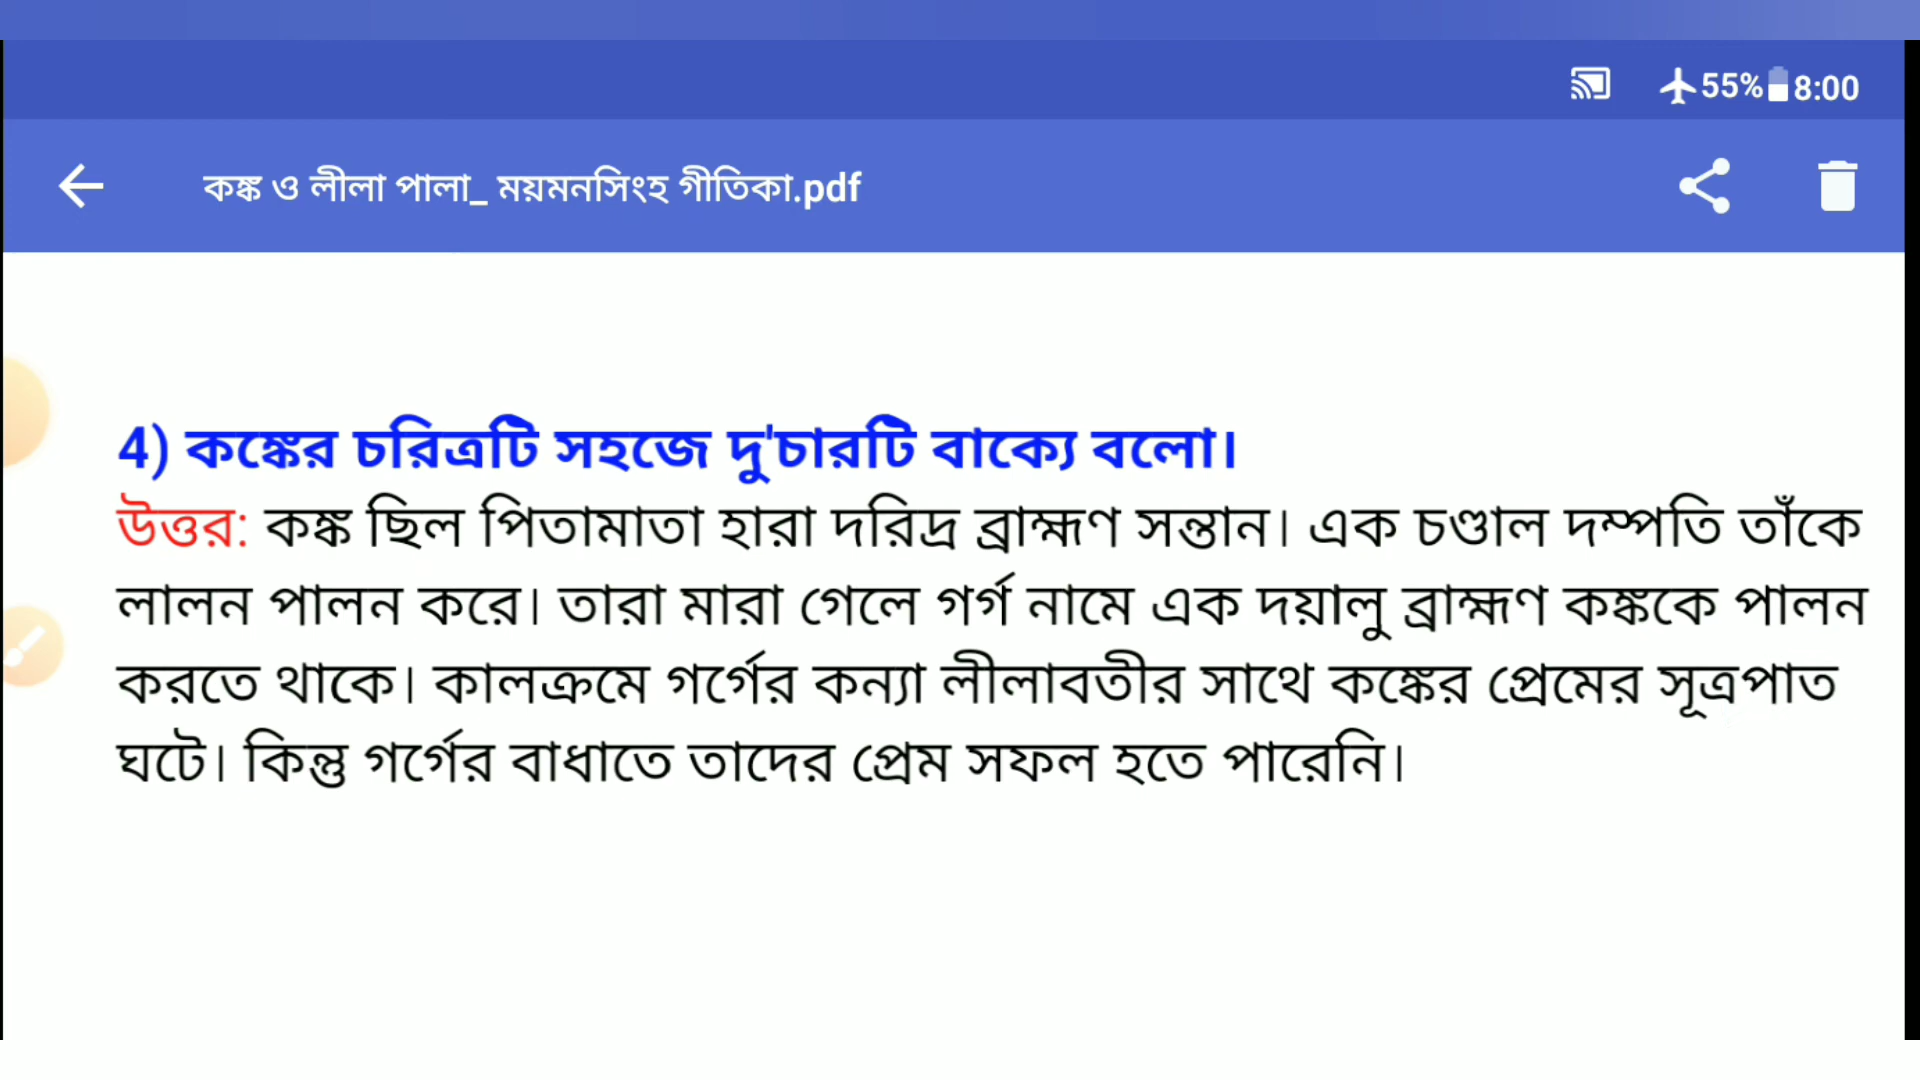 55% 8:00
কঙ্ক ও লীলা পালা_ ময়মনসিংহ গীতিকা.pdf
4) কঙ্কের চরিত্রটি সহজে দু'চারটি বাক্যে বলো।
উত্তর: কঙ্ক ছিল পিতামাতা হারা দরিদ্র ব্রাহ্মণ সন্তান। এক চণ্ডাল দম্পতি তাঁকে
লালন পালন করে। তারা মারা গেলে গর্গ নামে এক দয়ালু ব্রাহ্মণ কঙ্ককে পালন
করতে থাকে। কালক্রমে গর্গের কন্যা লীলাবতীর সাথে কঙ্কের প্রেমের সূত্রপাত
ঘটে। কিন্তু গর্গের বাধাতে তাদের প্রেম সফল হতে পারেনি।